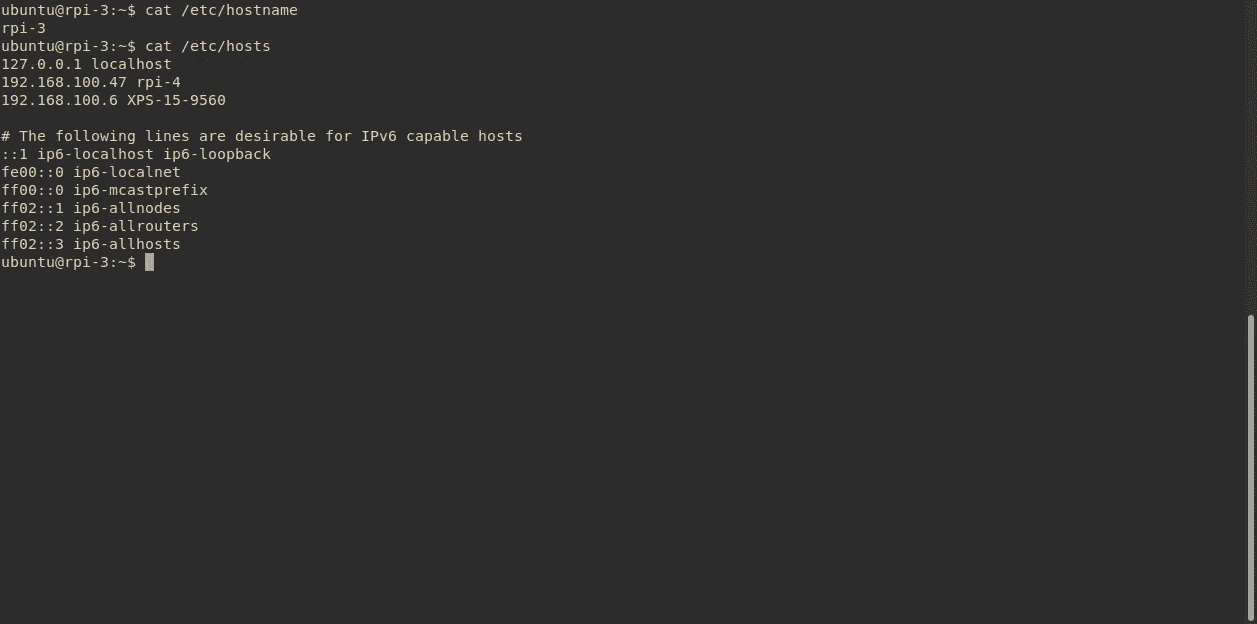 ubuntu@rpi-3:~$ cat /etc/hostname
rpi-3
ubuntu@rpi-3:~$ cat /etc/hosts
127.0.0.1 localhost
192.168.100.47 rpi-4
192.168.100.6 XPS-15-9560

# The following lines are desirable for IPv6 capable hosts
::1 ip6-localhost ip6-loopback
fe00::0 ip6-localnet
ff00::0 ip6-mcastprefix
ff02::1 ip6-allnodes
ff02::2 ip6-allrouters
ff02::3 ip6-allhosts
ubuntu@rpi-3:~$